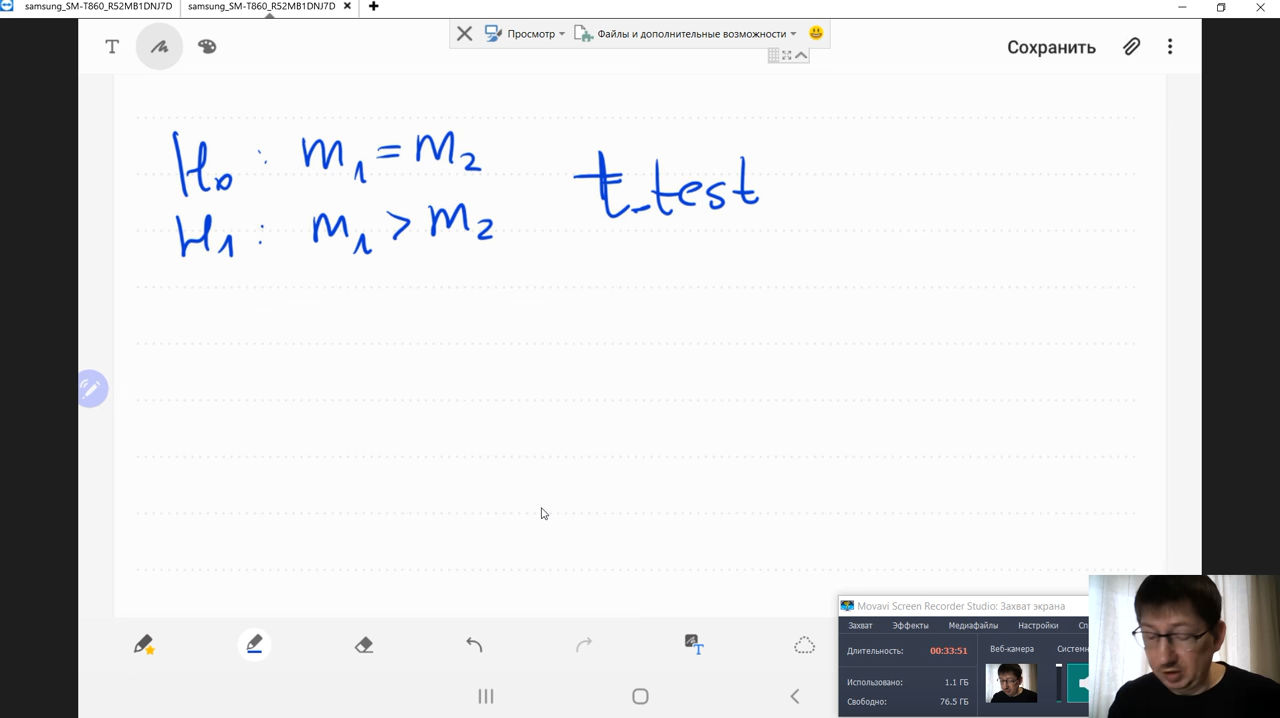 samsung_SM-T860_R52MB1DNJ7D
samsung_SM-T860_R52MB1DNJ7D
Просмотр
Файлы и дополнительные возможности
T
Сохранить
H₀ : m₁ = m₂
t-test
H₁ : m₁ > m₂
Movavi Screen Recorder Studio: Захват экрана
Захват Эффекты Медиафайлы Настройки Сп
Длительность: 00:33:51
Веб-камера
Системн
Использовано: 1.1 ГБ
Свободно: 76.5 ГБ